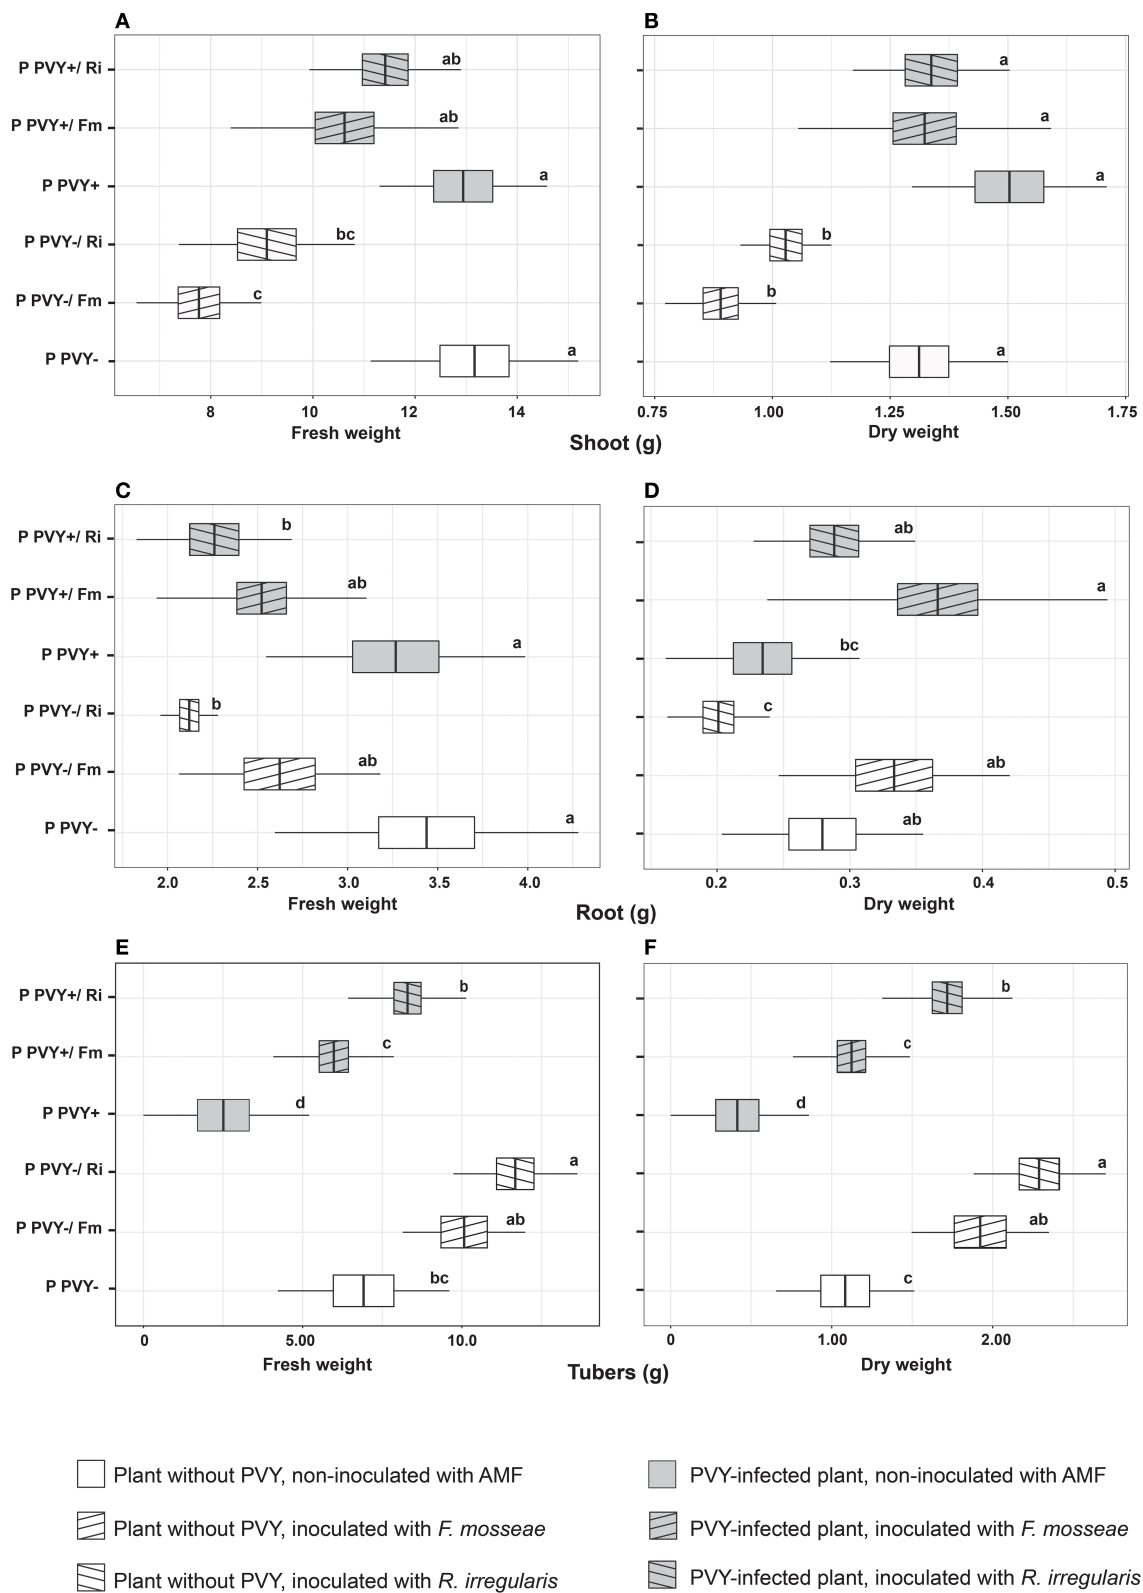 A
B
P PVY+/ Ri
ab
a
P PVY+/ Fm
ab
a
P PVY+
a
a
P PVY-/ Ri
bc
b
P PVY-/ Fm
c
b
P PVY-
a
a
8 10 12 14
0.75 1.00 1.25 1.50 1.75
Fresh weight
Dry weight
Shoot (g)
C
D
P PVY+/ Ri
b
ab
P PVY+/ Fm
ab
a
P PVY+
a
bc
P PVY-/ Ri
b
c
P PVY-/ Fm
ab
ab
P PVY-
a
ab
2.0 2.5 3.0 3.5 4.0
0.2 0.3 0.4 0.5
Fresh weight
Dry weight
Root (g)
E
F
P PVY+/ Ri
b
b
P PVY+/ Fm
c
c
P PVY+
d
d
P PVY-/ Ri
a
a
P PVY-/ Fm
ab
ab
P PVY-
bc
c
0 5.00 10.0
0 1.00 2.00
Fresh weight
Dry weight
Tubers (g)
Plant without PVY, non-inoculated with AMF
PVY-infected plant, non-inoculated with AMF
Plant without PVY, inoculated with F. mosseae
PVY-infected plant, inoculated with F. mosseae
Plant without PVY, inoculated with R. irregularis
PVY-infected plant, inoculated with R. irregularis